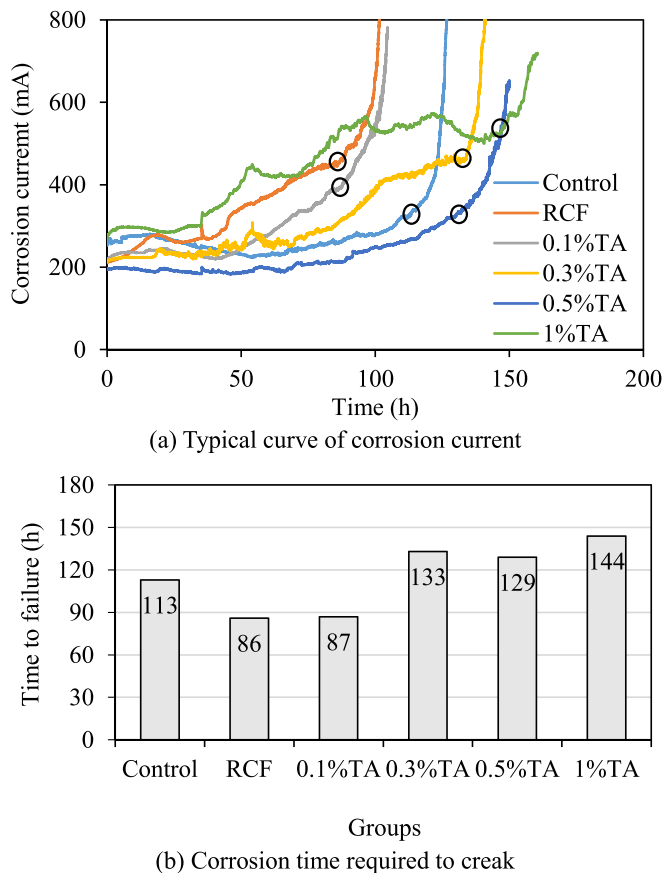 800
600
400
200
0
Corrosion curremt (mA)
Control
RCF
0.1%TA
0.3%TA
0.5%TA
1%TA
0 50 100 150 200
Time (h)
(a) Typical curve of corrosion current
180
150
120
90
60
30
0
Time to failure (h)
113 86 87 133 129 144
Control RCF 0.1%TA 0.3%TA 0.5%TA 1%TA
Groups
(b) Corrosion time required to creak